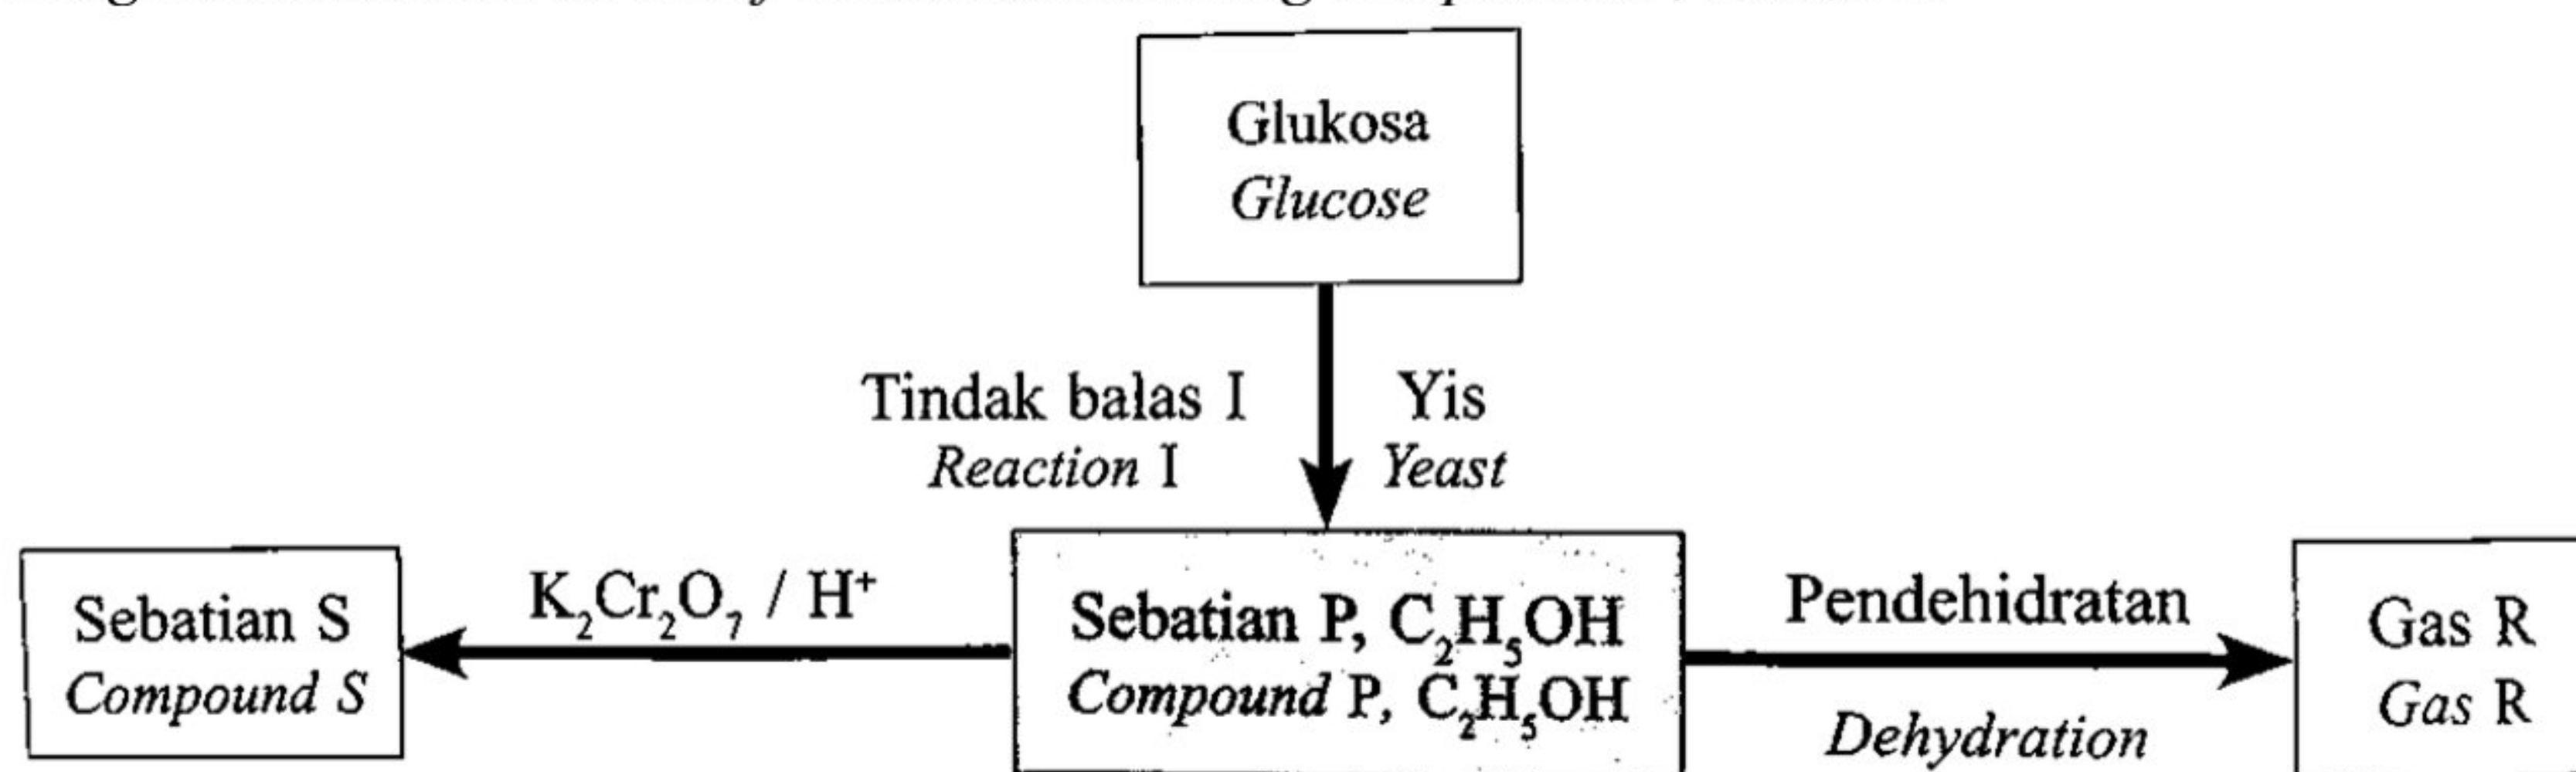 Glukosa
Glucose
Tindak balas I
Reaction I
Yis
Yeast
Sebatian S
Compound S
K₂Cr₂O₇ / H⁺
Sebatian P, C₂H₅OH
Compound P, C₂H₅OH
Pendehidratan
Dehydration
Gas R
Gas R